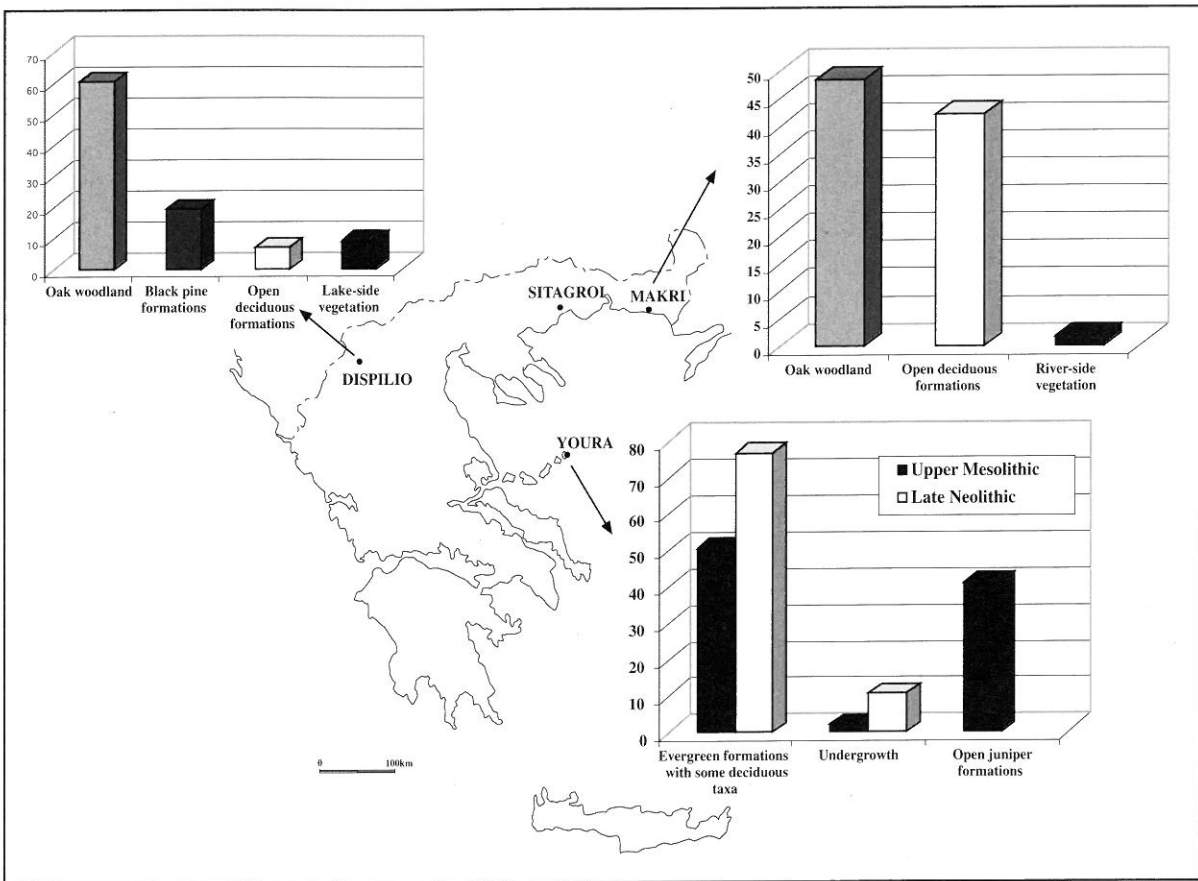 70
60
50
40
30
20
10
0
Oak woodland
Black pine
formations
Open
deciduous
formations
Lake-side
vegetation
50
45
40
35
30
25
20
15
10
5
0
Oak woodland
Open deciduous
formations
River-side
vegetation
SITAGROI
MAKRI
DISPILIO
YOURA
80
70
60
50
40
30
20
10
0
Upper Mesolithic
Late Neolithic
Evergreen formations
with some deciduous
taxa
Undergrowth
Open juniper
formations
0 100km